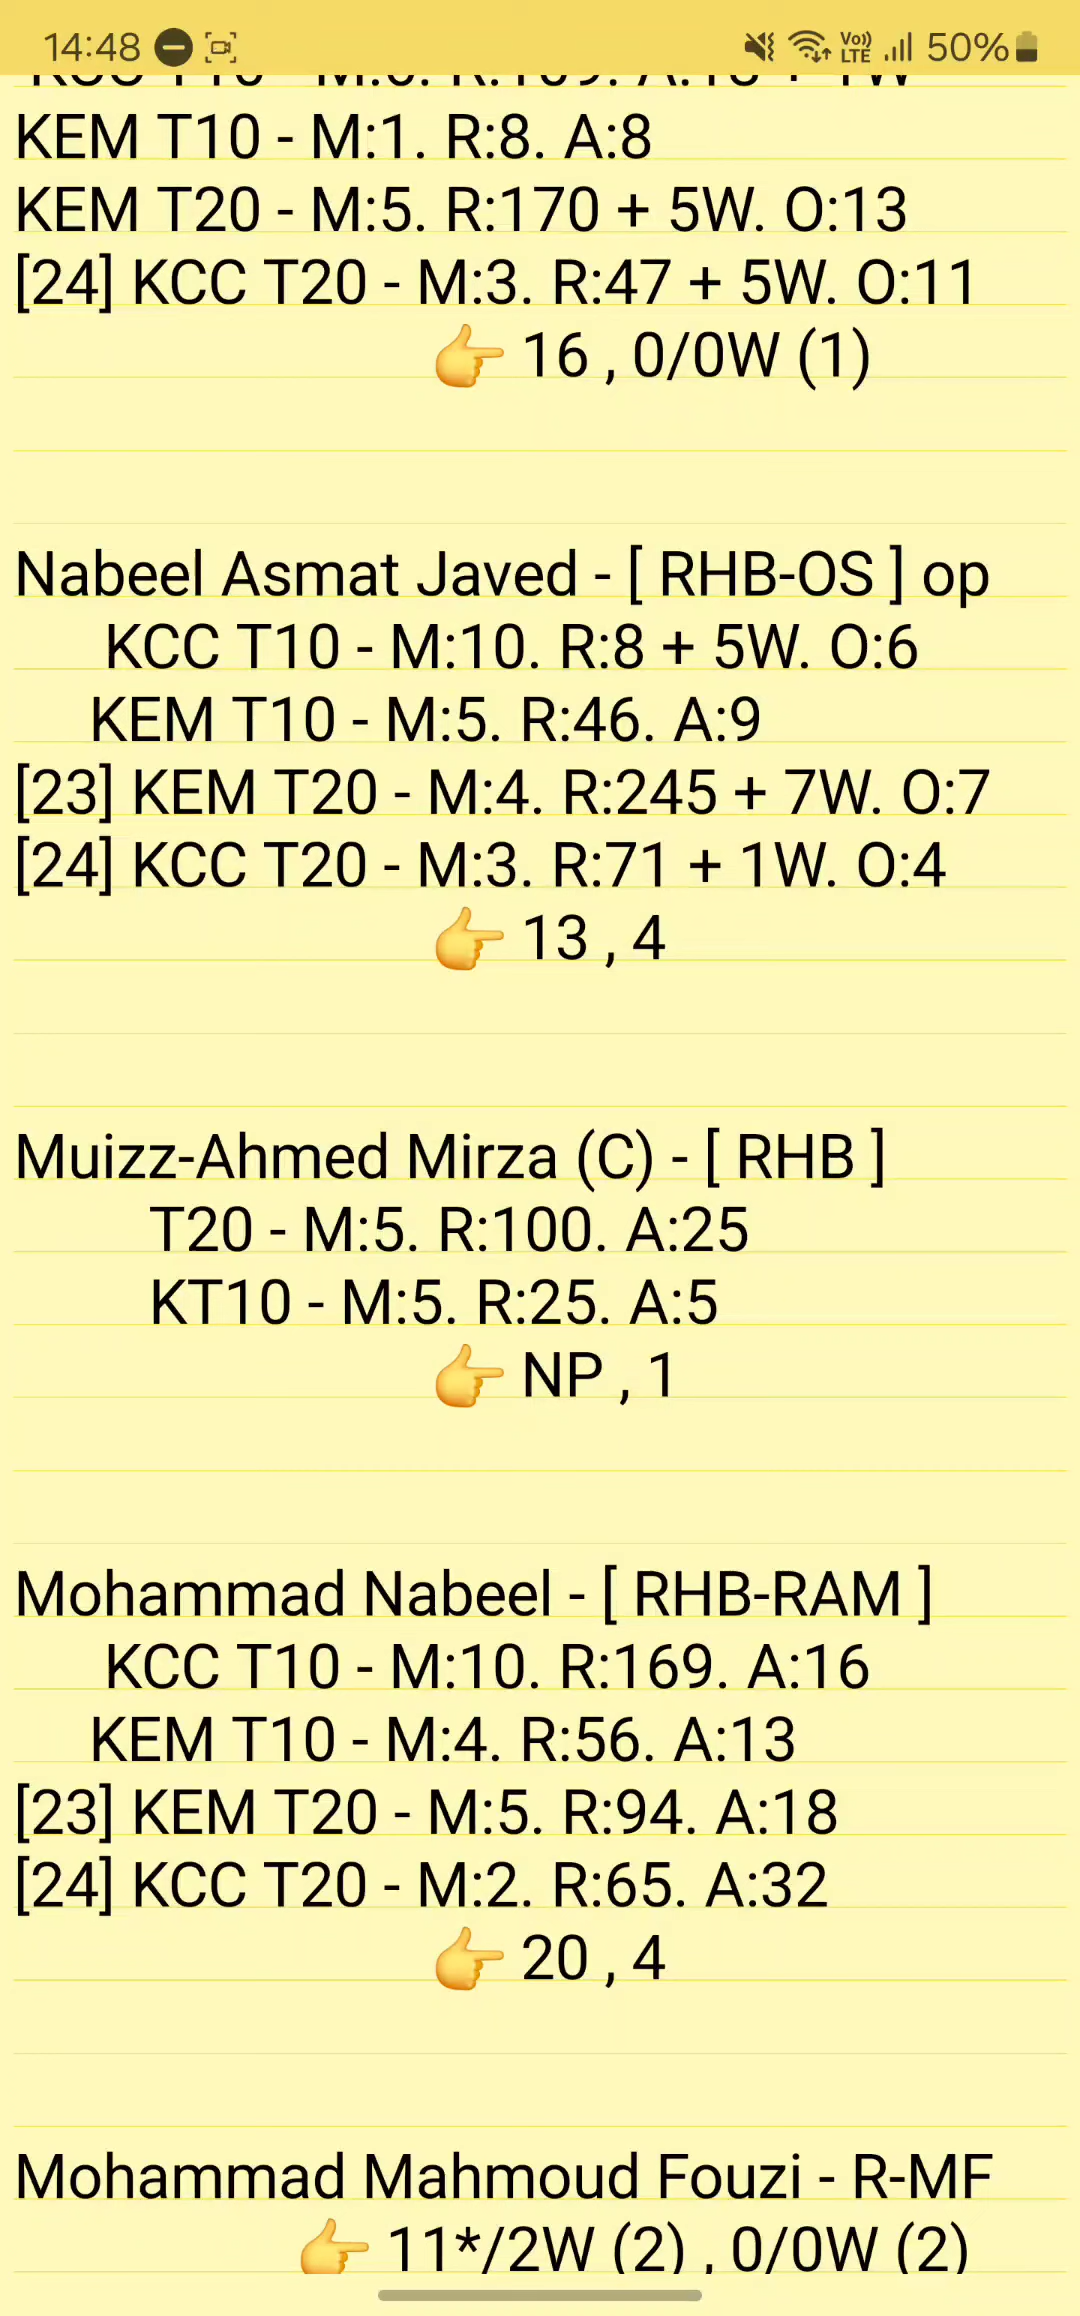 14:48 Vo)) LTE 50%
KEM T10 - M:1. R:8. A:8
KEM T20 - M:5. R:170 + 5W. O:13
[24] KCC T20 - M:3. R:47 + 5W. O:11
👉 16 , 0/0W (1)
Nabeel Asmat Javed - [ RHB-OS ] op
KCC T10 - M:10. R:8 + 5W. O:6
KEM T10 - M:5. R:46. A:9
[23] KEM T20 - M:4. R:245 + 7W. O:7
[24] KCC T20 - M:3. R:71 + 1W. O:4
👉 13 , 4
Muizz-Ahmed Mirza (C) - [ RHB ]
T20 - M:5. R:100. A:25
KT10 - M:5. R:25. A:5
👉 NP , 1
Mohammad Nabeel - [ RHB-RAM ]
KCC T10 - M:10. R:169. A:16
KEM T10 - M:4. R:56. A:13
[23] KEM T20 - M:5. R:94. A:18
[24] KCC T20 - M:2. R:65. A:32
👉 20 , 4
Mohammad Mahmoud Fouzi - R-MF
👉 11*/2W (2) , 0/0W (2)